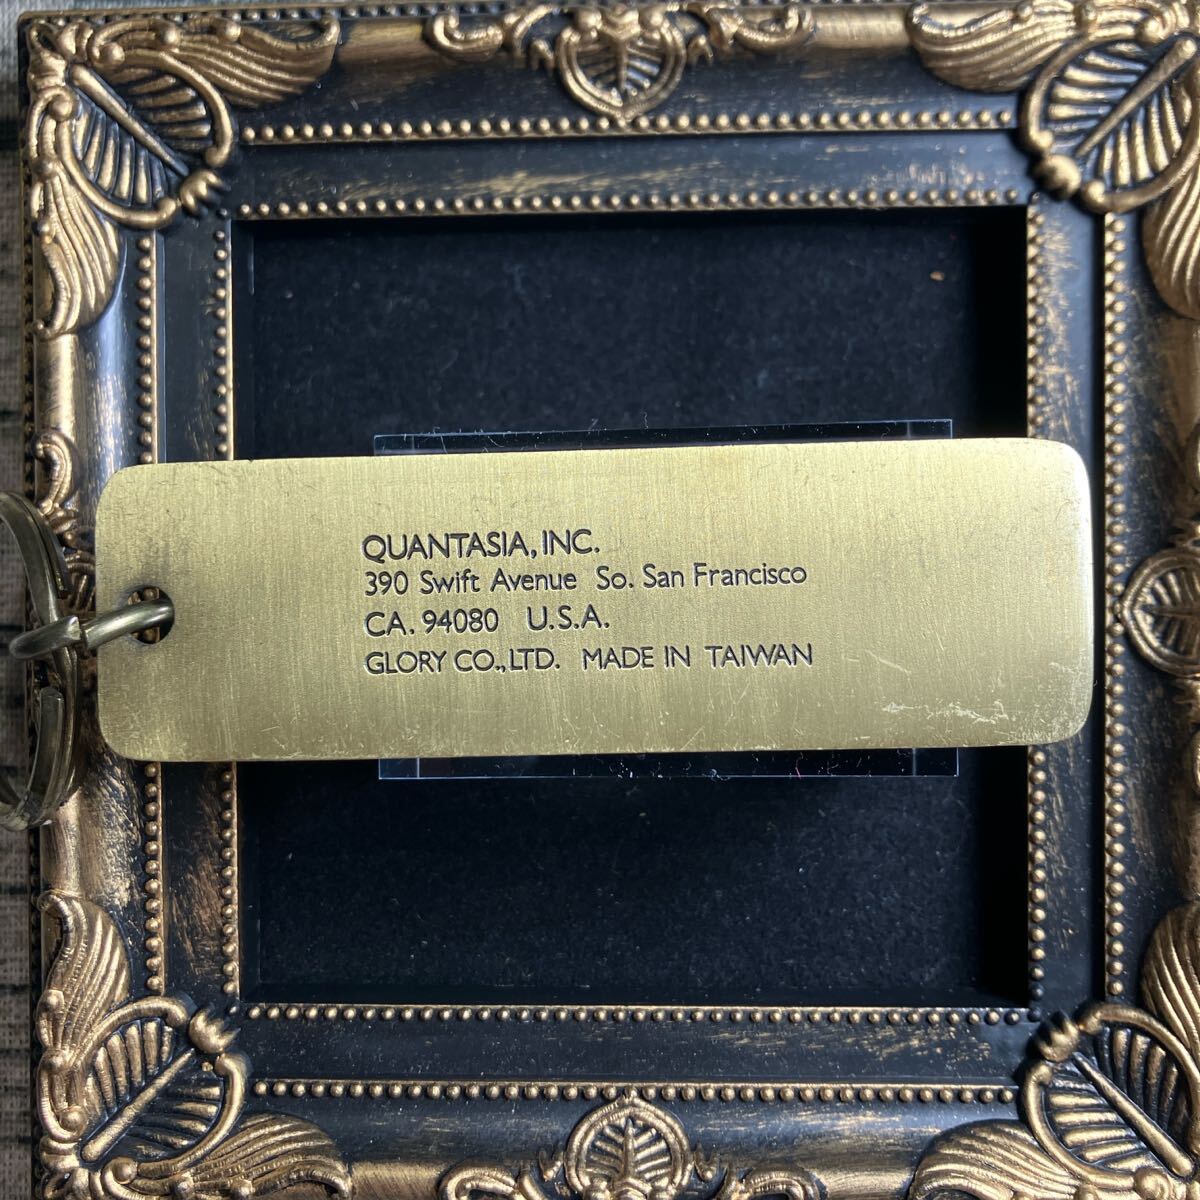 QUANTASIA, INC.
390 Swift Avenue So. San Francisco
CA. 94080 U.S.A.
GLORY CO.,LTD. MADE IN TAIWAN